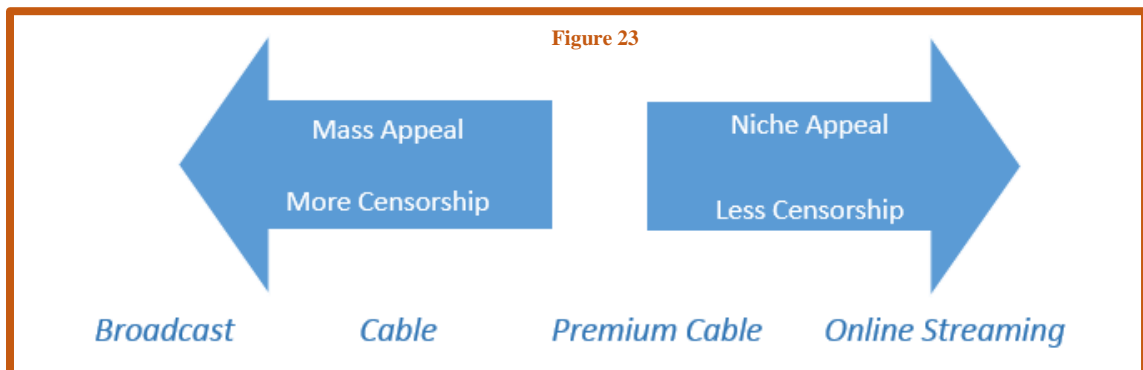 Figure 23
Mass Appeal
More Censorship
Niche Appeal
Less Censorship
Broadcast Cable Premium Cable Online Streaming